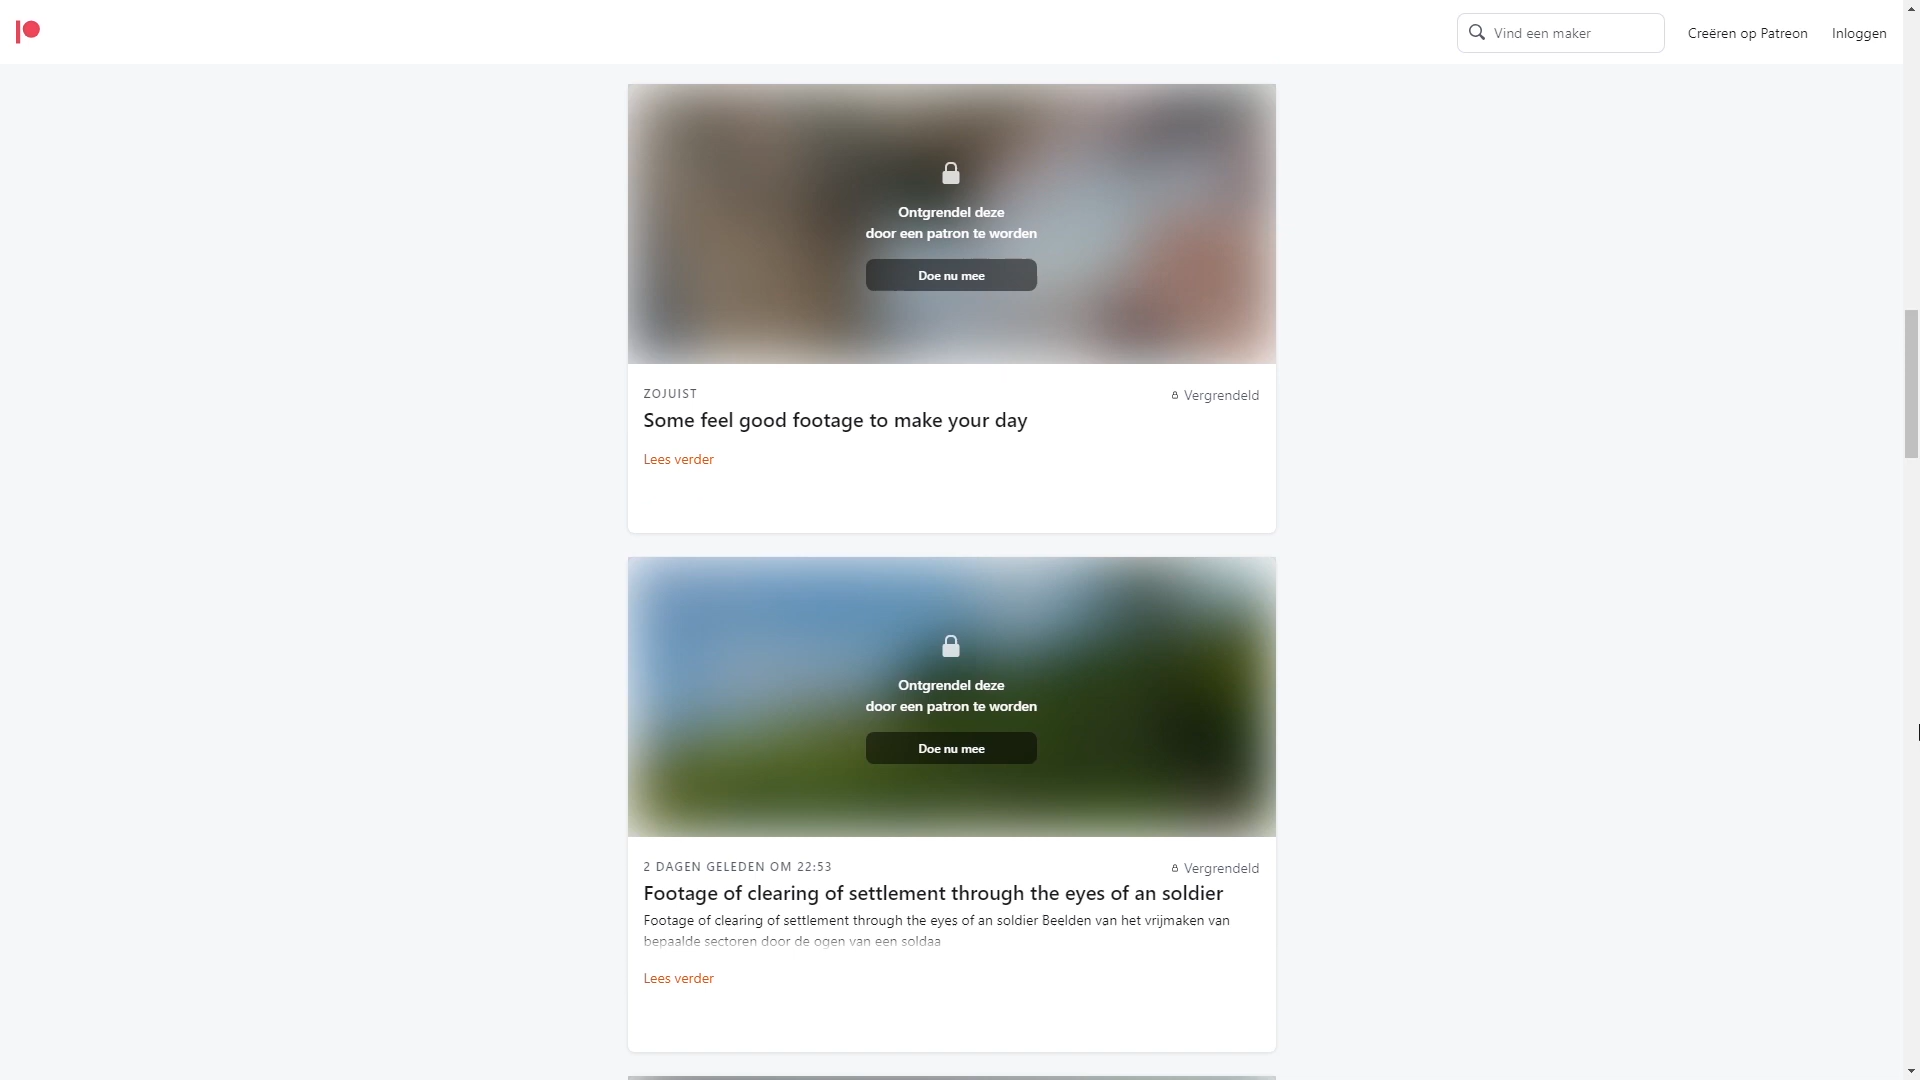 Vind een maker
Creëren op Patreon
Inloggen
Ontgrendel deze
door een patron te worden
Doe nu mee
ZOJUIST
Vergrendeld
Some feel good footage to make your day
Lees verder
Ontgrendel deze
door een patron te worden
Doe nu mee
2 DAGEN GELEDEN OM 22:53
Vergrendeld
Footage of clearing of settlement through the eyes of an soldier
Footage of clearing of settlement through the eyes of an soldier Beelden van het vrijmaken van
bepaalde sectoren door de ogen van een soldaa
Lees verder